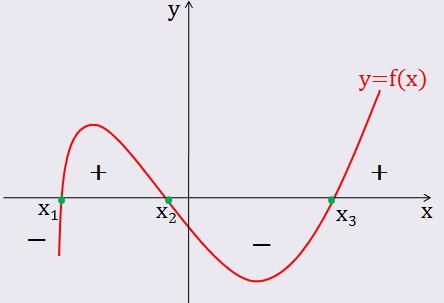 y
y=f(x)
+
+
x₁
x₂
x₃
x
−
−